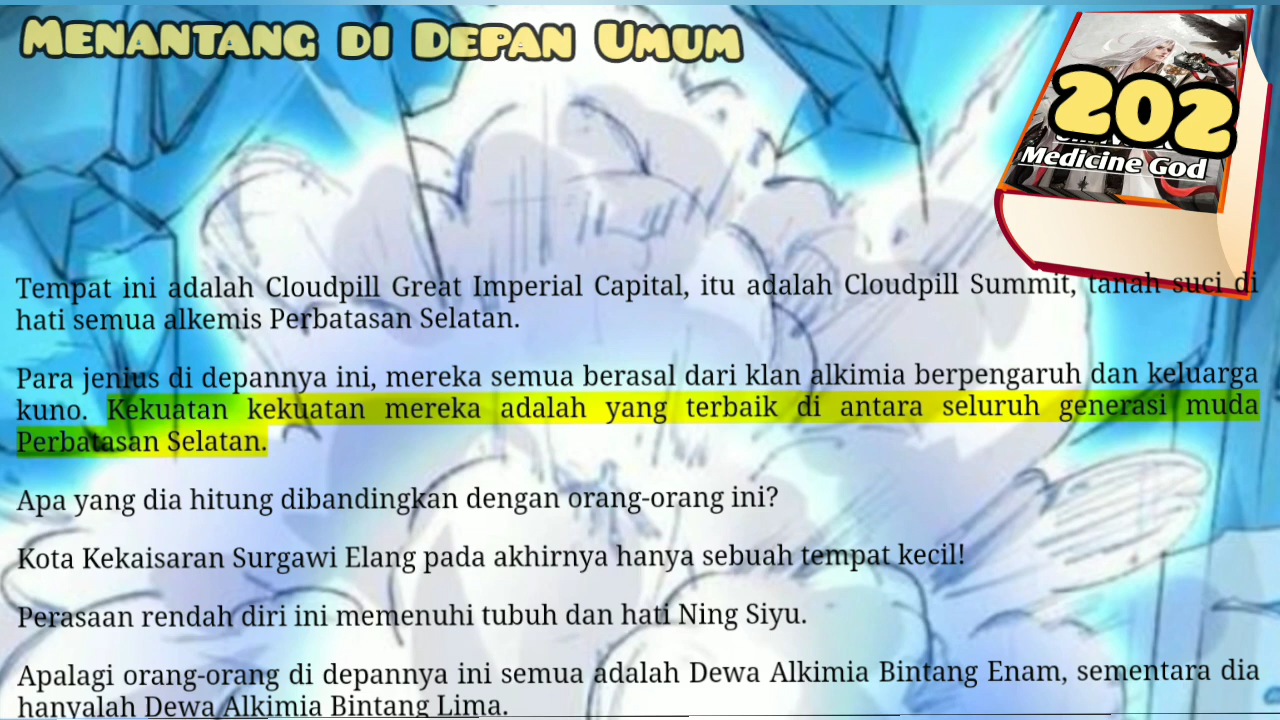 Menantang di Depan Umum
202
Medicine God
Tempat ini adalah Cloudpill Great Imperial Capital, itu adalah Cloudpill Summit, tanah suci di
hati semua alkemis Perbatasan Selatan.
Para jenius di depannya ini, mereka semua berasal dari klan alkimia berpengaruh dan keluarga
kuno. Kekuatan kekuatan mereka adalah yang terbaik di antara seluruh generasi muda
Perbatasan Selatan.
Apa yang dia hitung dibandingkan dengan orang-orang ini?
Kota Kekaisaran Surgawi Elang pada akhirnya hanya sebuah tempat kecil!
Perasaan rendah diri ini memenuhi tubuh dan hati Ning Siyu.
Apalagi orang-orang di depannya ini semua adalah Dewa Alkimia Bintang Enam, sementara dia
hanyalah Dewa Alkimia Bintang Lima.